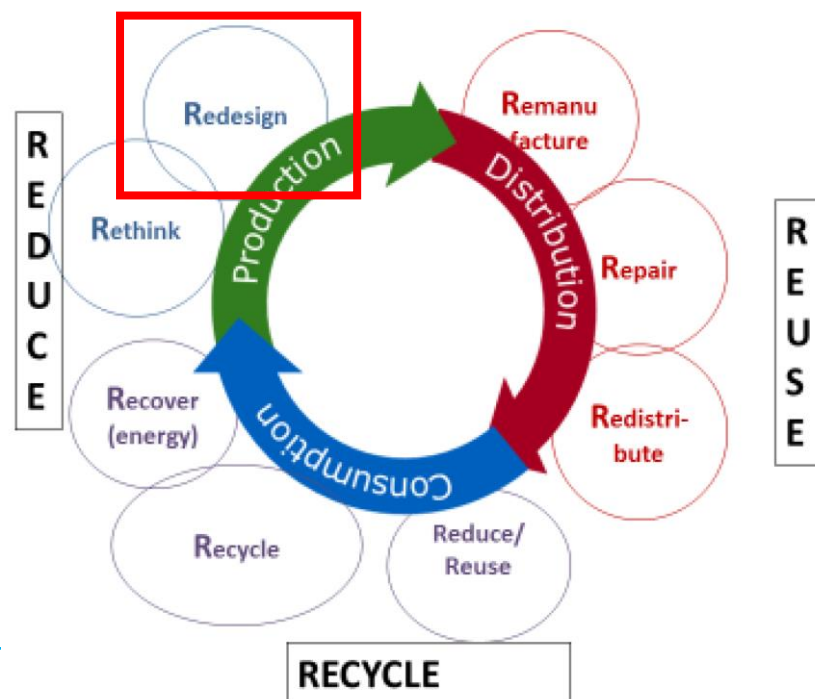 REDUCE
Redesign
Rethink
Production
Distribution
Consumption
Remanu
facture
Repair
Redistri-
bute
REUSE
Reduce/
Reuse
Recycle
Recover
(energy)
RECYCLE